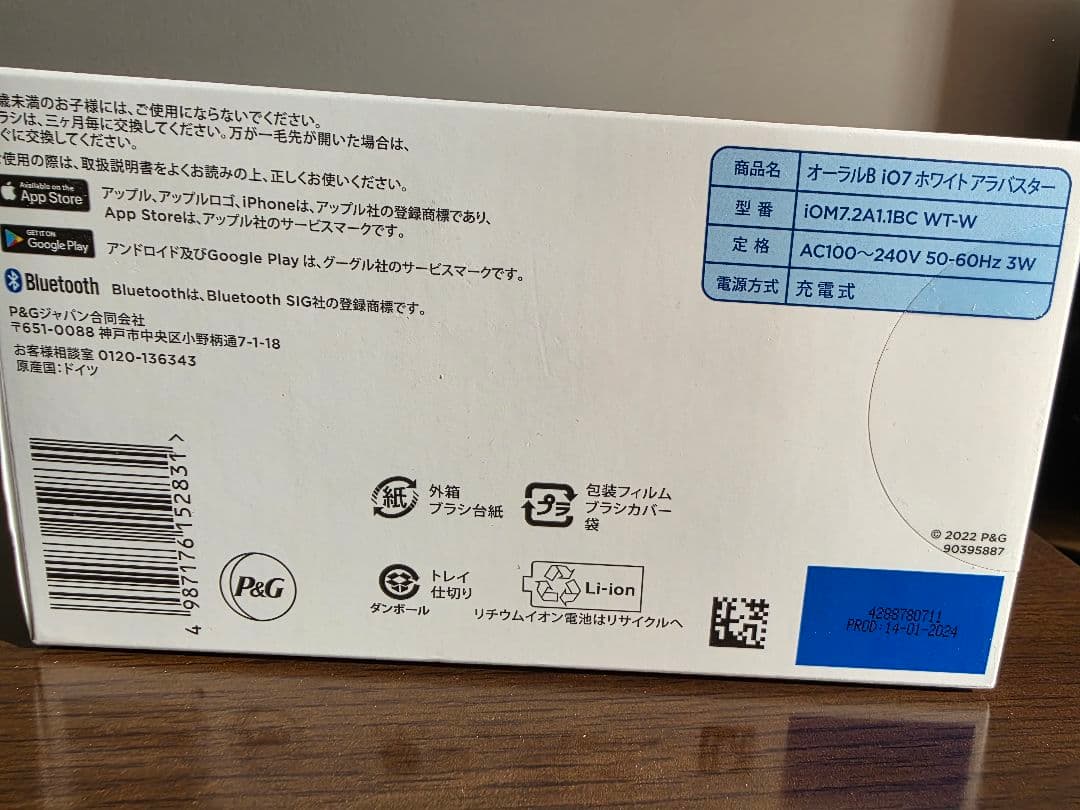 歳未満のお子様には、ご使用にならないでください。
ラシは、三ヶ月毎に交換してください。万が一毛先が開いた場合は、
ぐに交換してください。
使用の際は、取扱説明書をよくお読みの上、正しくお使いください。
Available on the
App Store
アップル、アップルロゴ、iPhoneは、アップル社の登録商標であり、
App Storeは、アップル社のサービスマークです。
GET IT ON
Google Play
アンドロイド及びGoogle Play は、グーグル社のサービスマークです。
Bluetooth
Bluetoothは、Bluetooth SIG社の登録商標です。
P&Gジャパン合同会社
〒651-0088 神戸市中央区小野柄通7-1-18
お客様相談室 0120-136343
原産国：ドイツ
商品名 オーラルB iO7 ホワイトアラバスター
型番 iOM7.2A1.1BC WT-W
定格 AC100〜240V 50-60Hz 3W
電源方式 充電式
4 987176 152831 >
P&G
紙
外箱
ブラシ台紙
プラ
包装フィルム
ブラシカバー
袋
ダンボール
トレイ
仕切り
Li-ion
リチウムイオン電池はリサイクルへ
© 2022 P&G
90395887
4288780711
PROD:14-01-2024